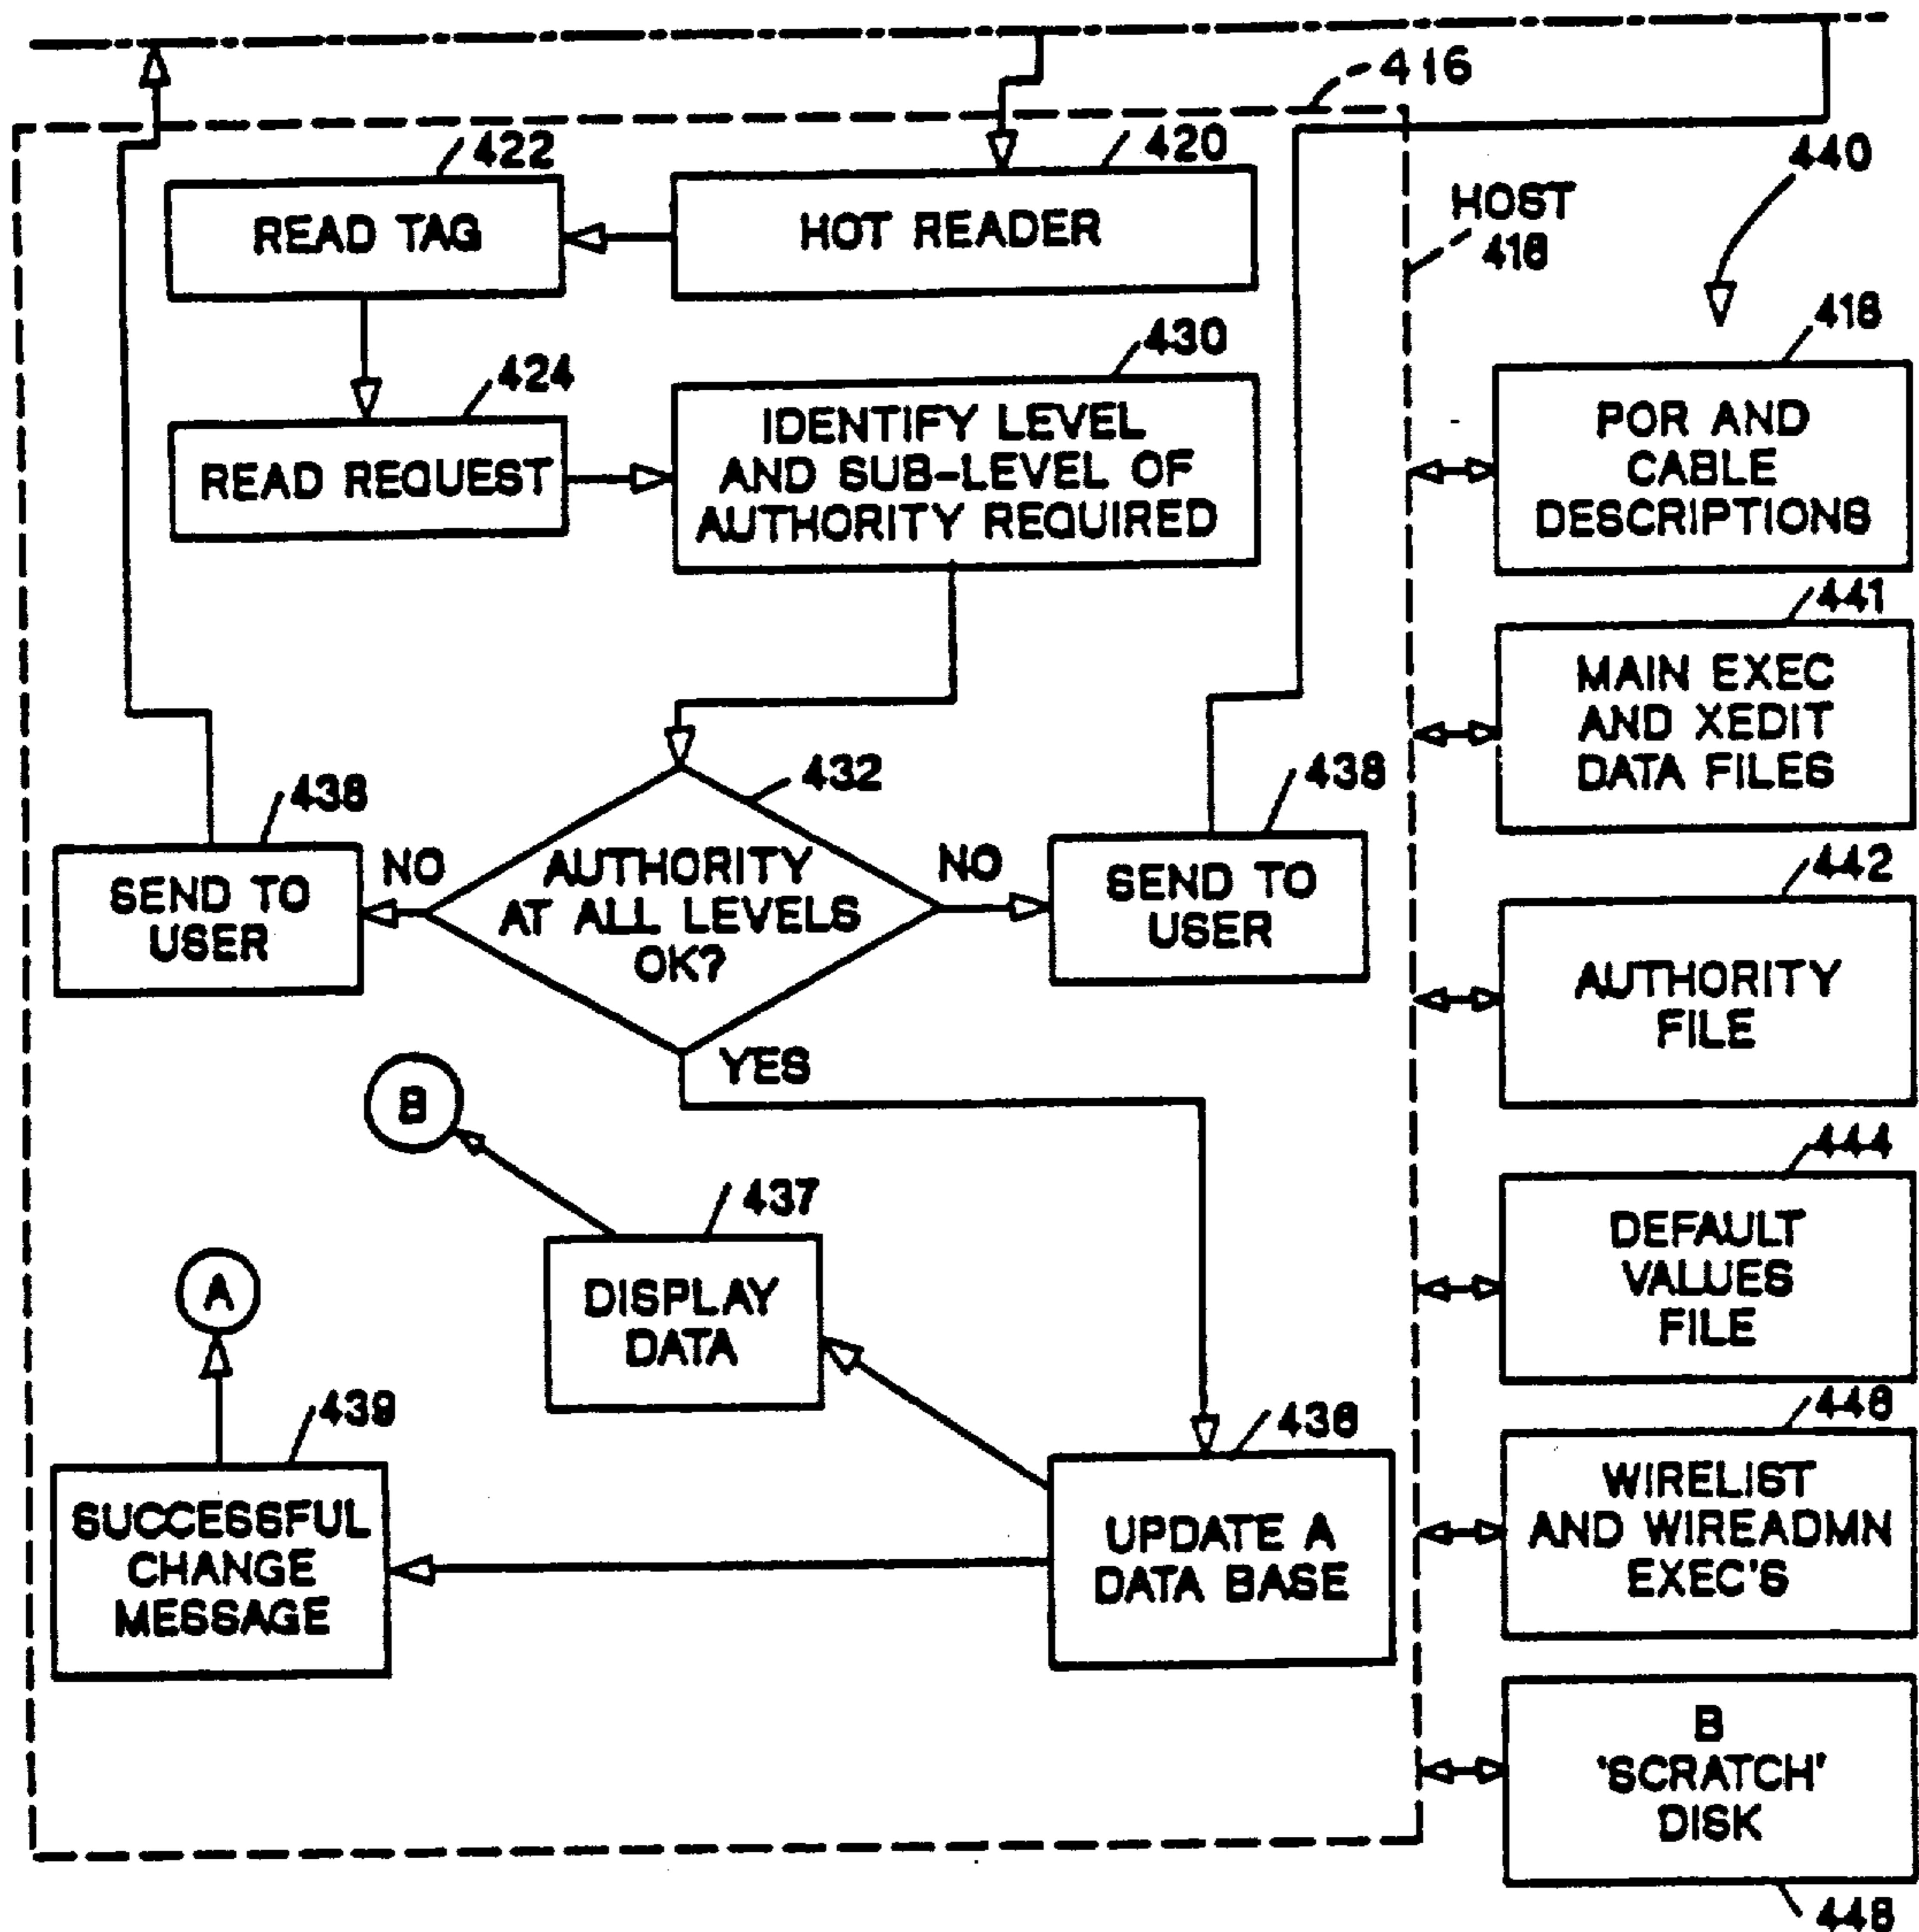 416
422
420
440
READ TAG
HOT READER
HOST
416
418
424
430
READ REQUEST
IDENTIFY LEVEL
AND SUB-LEVEL OF
AUTHORITY REQUIRED
POR AND
CABLE
DESCRIPTIONS
441
MAIN EXEC
AND XEDIT
DATA FILES
432
438
438
SEND TO
USER
NO
AUTHORITY
AT ALL LEVELS
OK?
NO
SEND TO
USER
YES
442
AUTHORITY
FILE
B
437
444
DISPLAY
DATA
DEFAULT
VALUES
FILE
A
439
436
446
SUCCESSFUL
CHANGE
MESSAGE
UPDATE A
DATA BASE
WIRELIST
AND WIREADMN
EXEC'S
B
'SCRATCH'
DISK
448